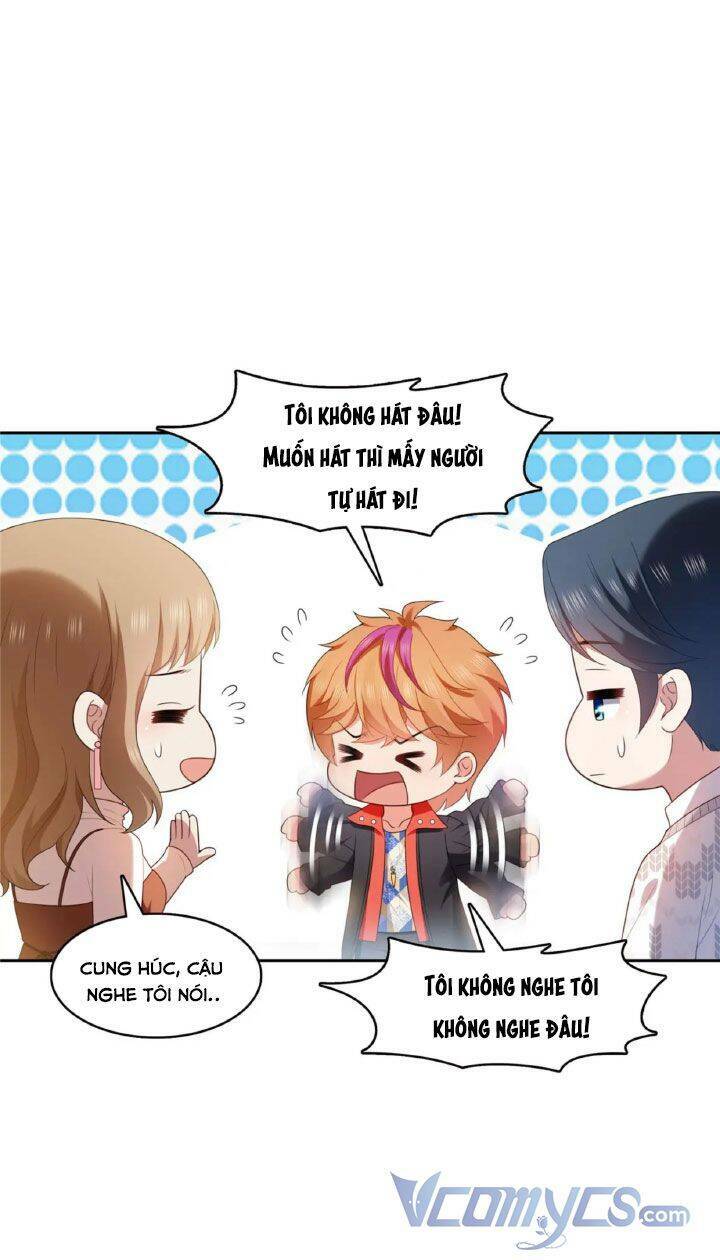 TÔI KHÔNG HÁT ĐÂU!
MUỐN HÁT THÌ MẤY NGƯỜI
TỰ HÁT ĐI!
CUNG HÚC, CẬU
NGHE TÔI NÓI..
TÔI KHÔNG NGHE TÔI
KHÔNG NGHE ĐÂU!
VCOMYCS.com